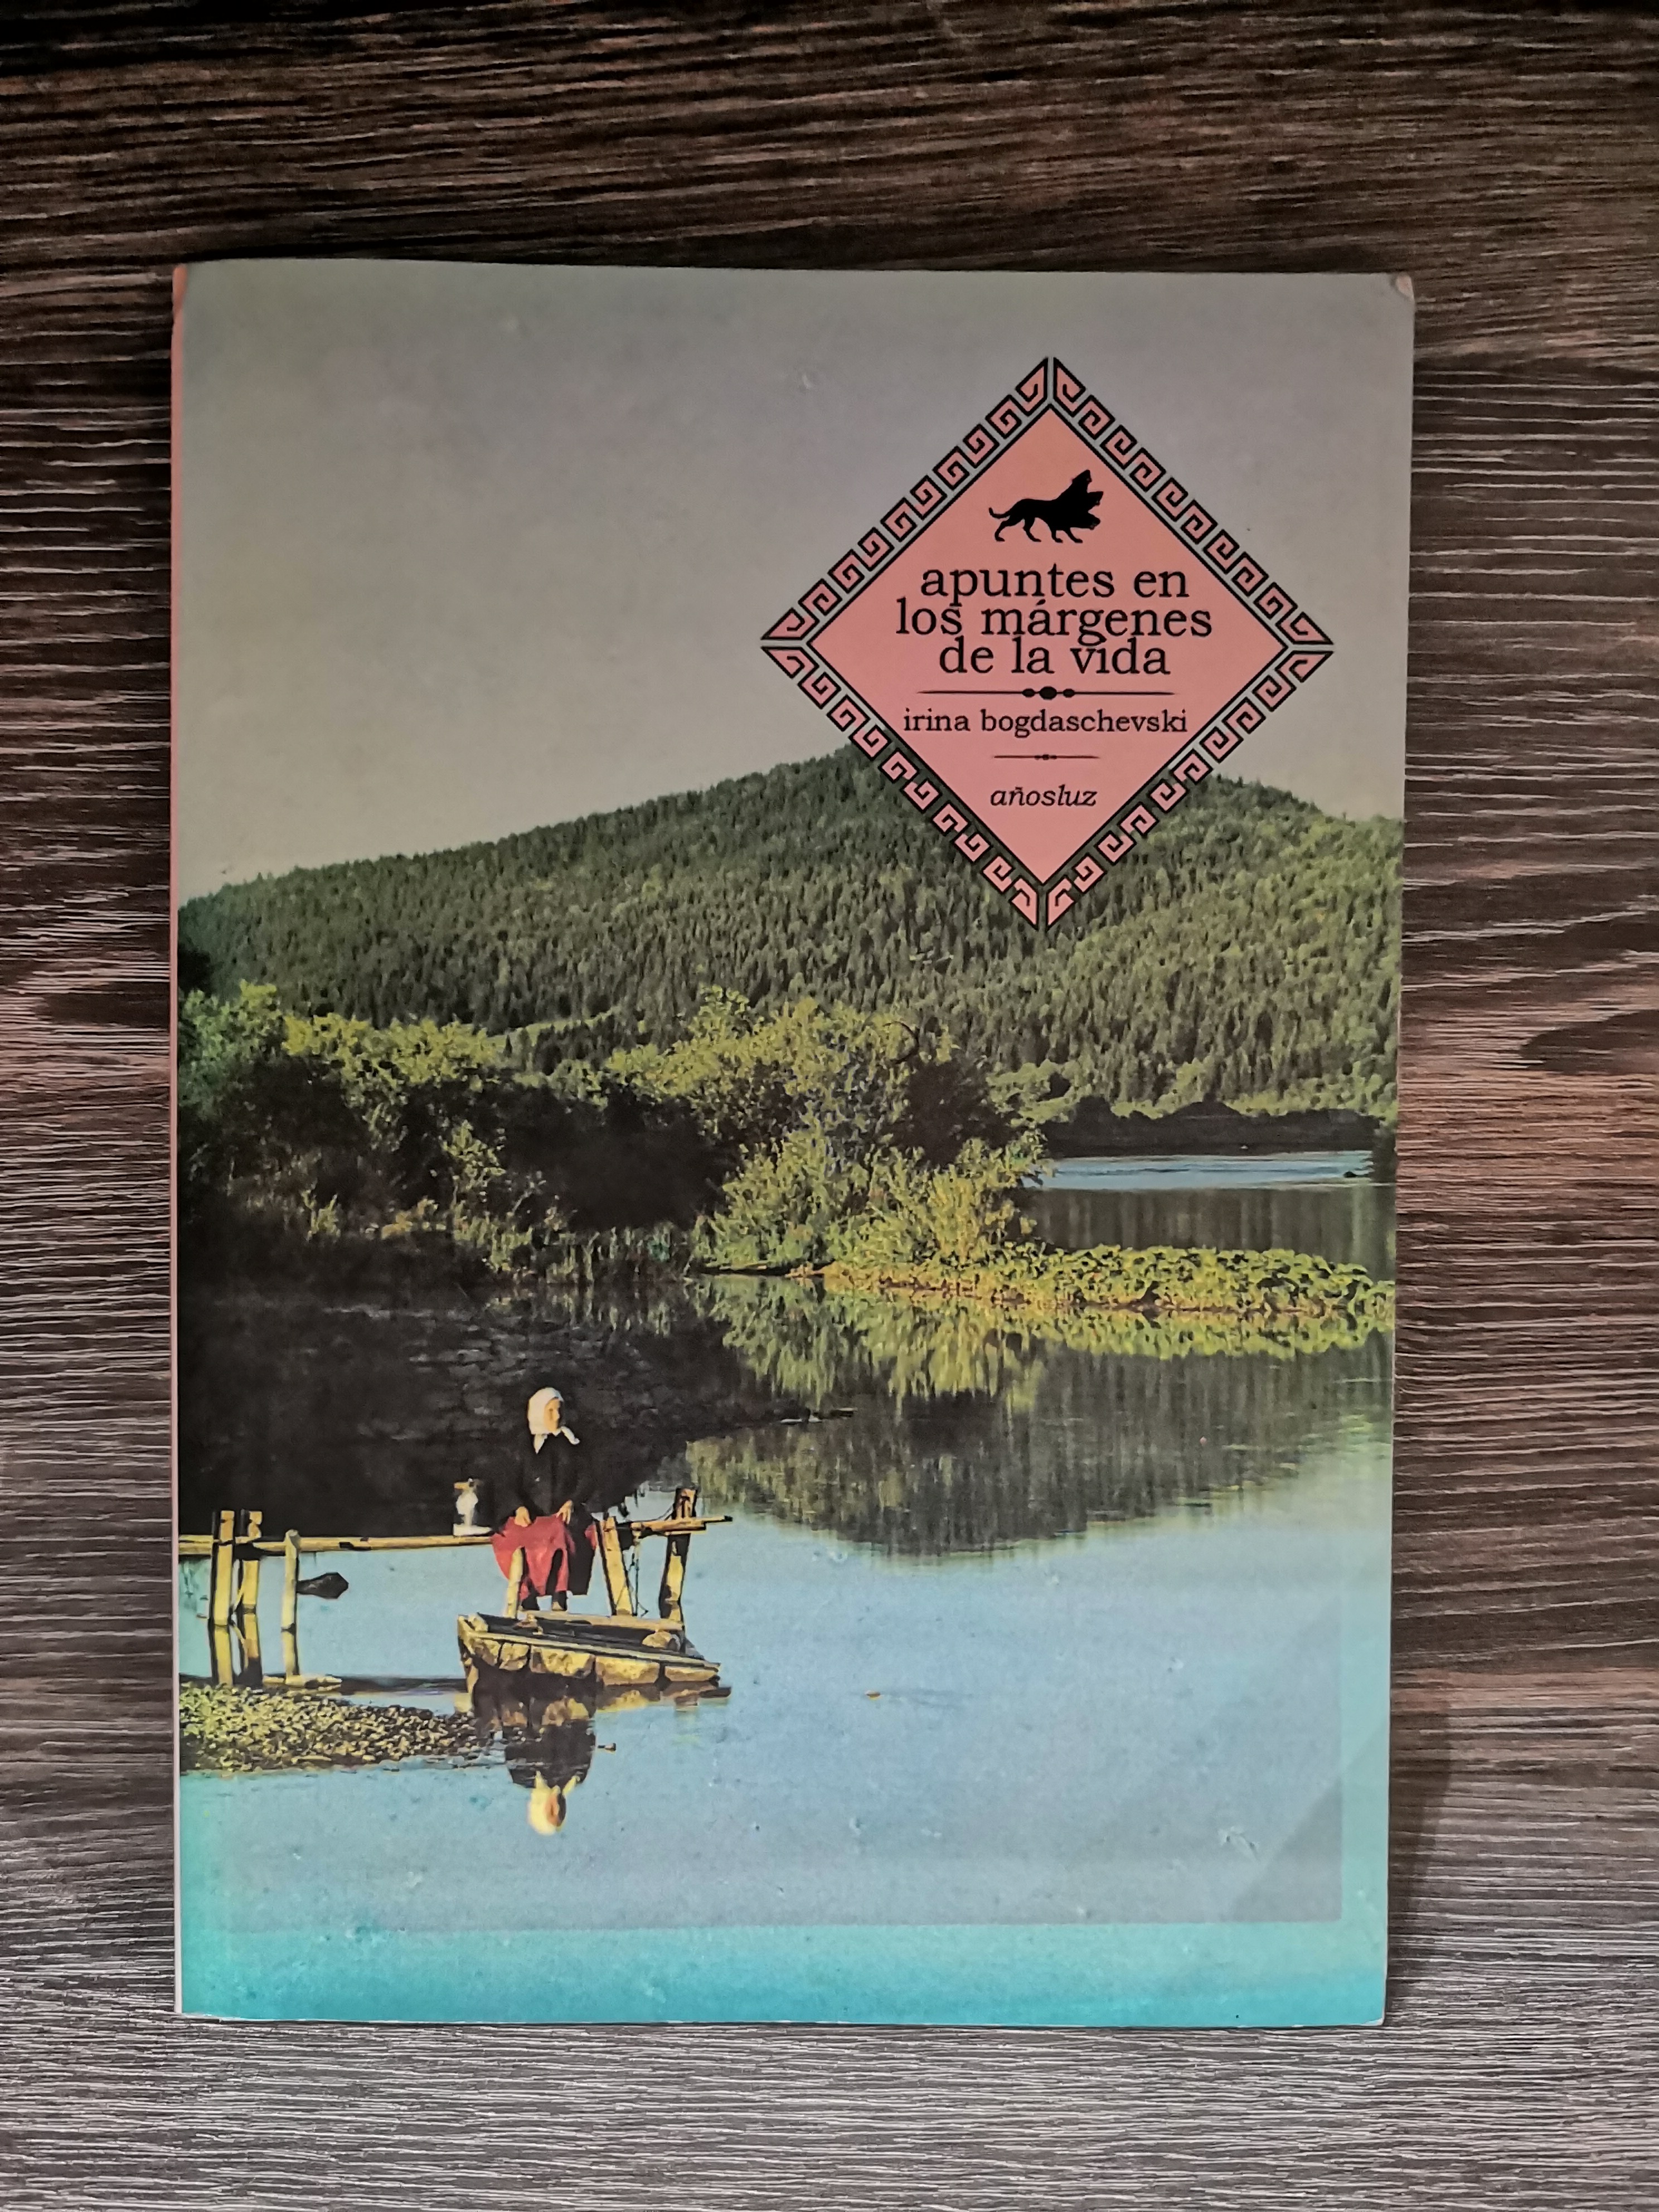 apuntes en
los márgenes
de la vida
irina bogdaschevski
añosluz